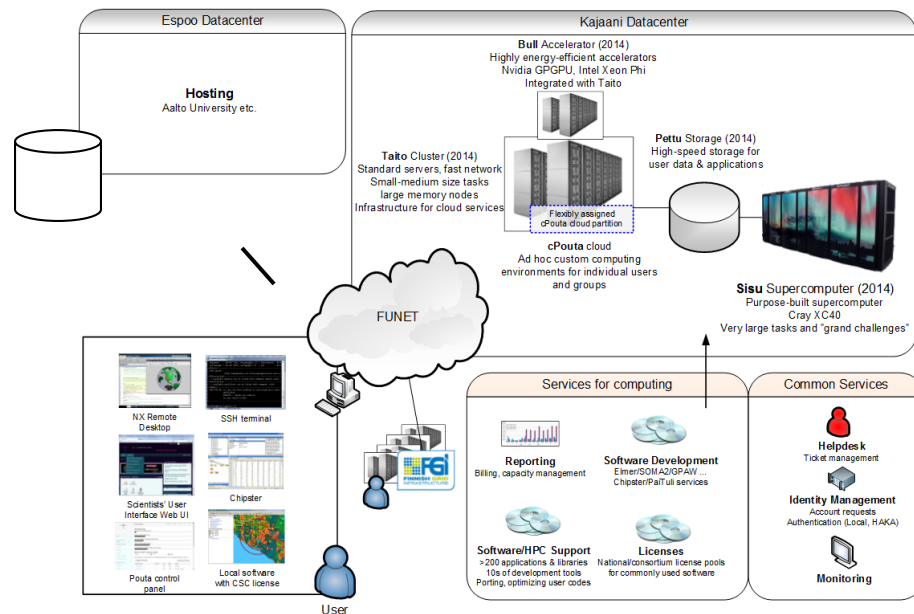 Espoo Datacenter
Hosting
Aalto University etc.
Kajaani Datacenter
Bull Accelerator (2014)
Highly energy-efficient accelerators
Nvidia GPGPU, Intel Xeon Phi
Integrated with Taito
Taito Cluster (2014)
Standard servers, fast network
Small-medium size tasks
large memory nodes
Infrastructure for cloud services
Flexibly assigned
cPouta cloud partition
cPouta cloud
Ad hoc custom computing
environments for individual users
and groups
Pettu Storage (2014)
High-speed storage for
user data & applications
Sisu Supercomputer (2014)
Purpose-built supercomputer
Cray XC40
Very large tasks and "grand challenges"
FUNET
NX Remote
Desktop
SSH terminal
Scientists' User
Interface Web UI
Chipster
Pouta control
panel
Local software
with CSC license
User
FGI
FINNISH GRID
INFRASTRUCTURE
Services for computing
Reporting
Billing, capacity management
Software Development
Elmer/SOMA2/GPAW ...
Chipster/PaITuli services
Software/HPC Support
>200 applications & libraries
10s of development tools
Porting, optimizing user codes
Licenses
National/consortium license pools
for commonly used software
Common Services
Helpdesk
Ticket management
Identity Management
Account requests
Authentication (Local, HAKA)
Monitoring